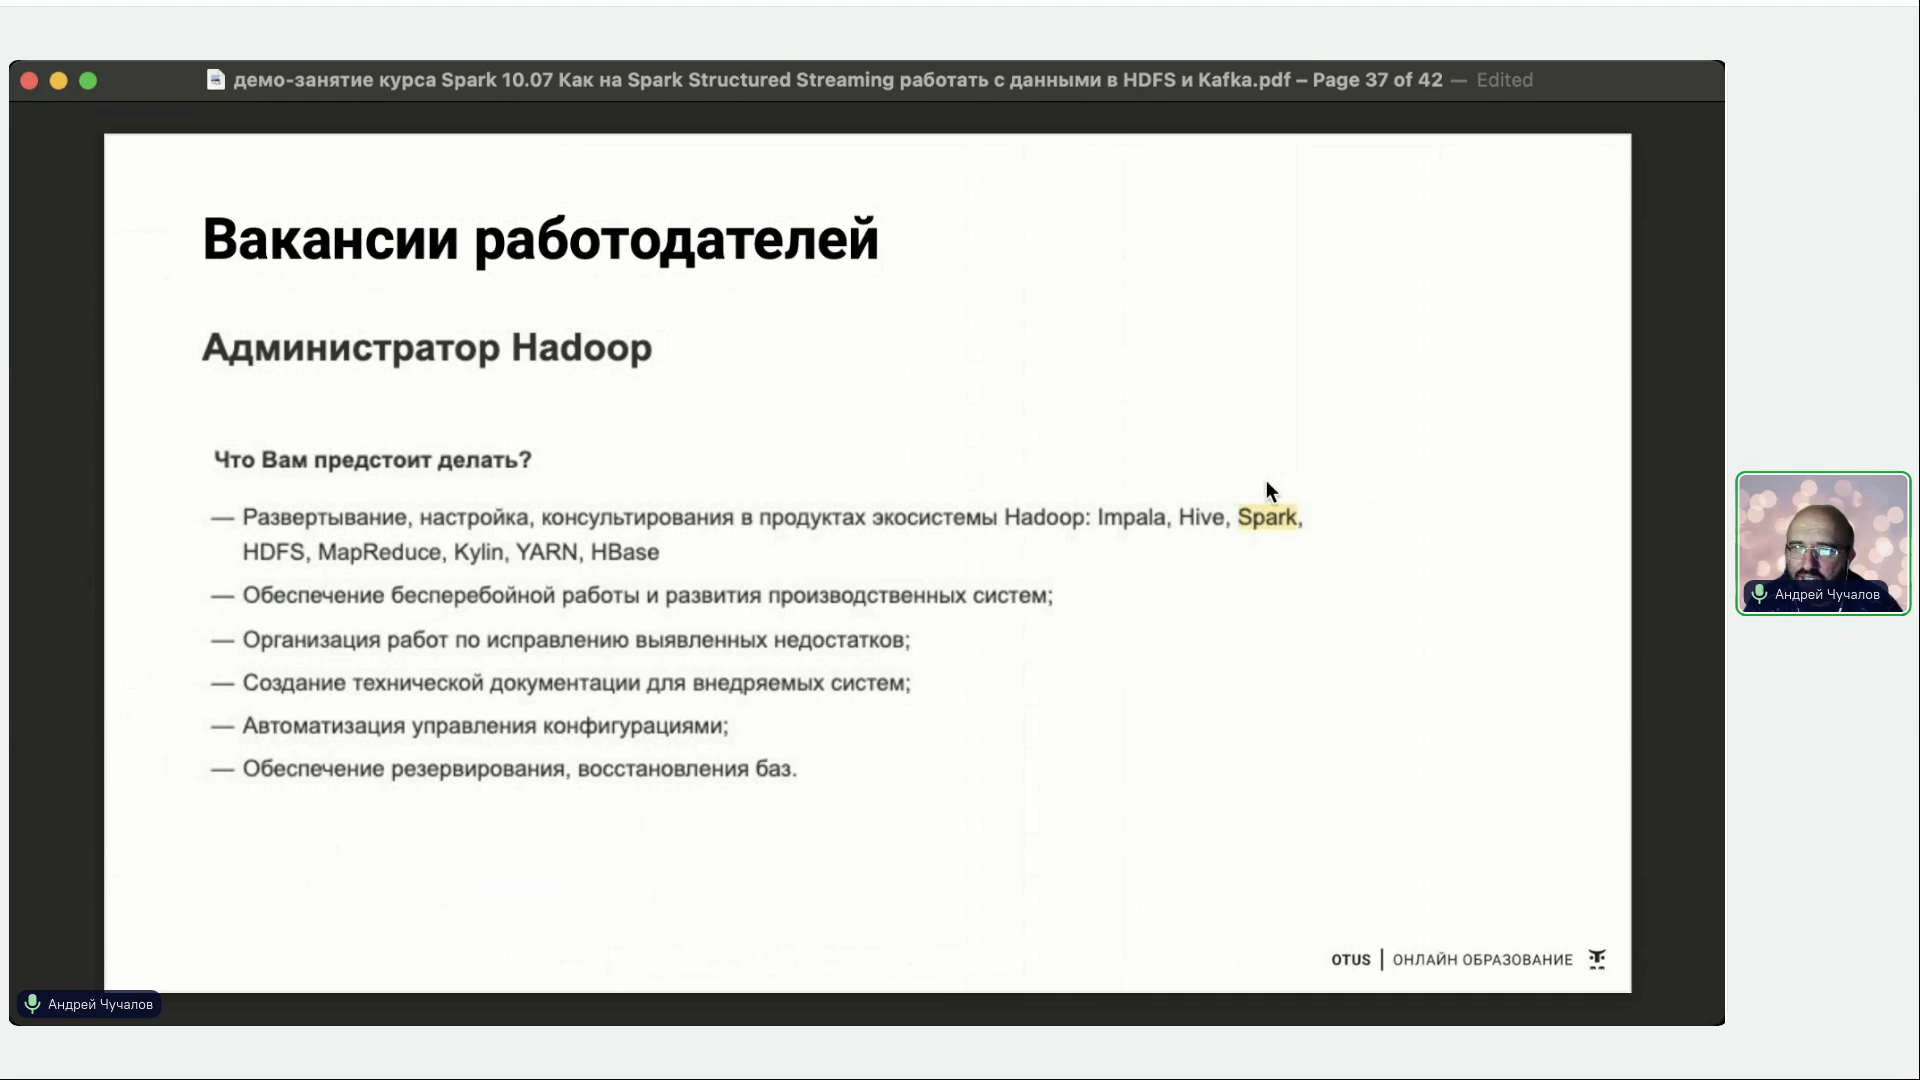 демо-занятие курса Spark 10.07 Как на Spark Structured Streaming работать с данными в HDFS и Kafka.pdf – Page 37 of 42 — Edited
Вакансии работодателей
Администратор Hadoop
Что Вам предстоит делать?
— Развертывание, настройка, консультирования в продуктах экосистемы Hadoop: Impala, Hive, Spark,
HDFS, MapReduce, Kylin, YARN, HBase
— Обеспечение бесперебойной работы и развития производственных систем;
— Организация работ по исправлению выявленных недостатков;
— Создание технической документации для внедряемых систем;
— Автоматизация управления конфигурациями;
— Обеспечение резервирования, восстановления баз.
OTUS | ОНЛАЙН ОБРАЗОВАНИЕ
Андрей Чучалов
Андрей Чучалов